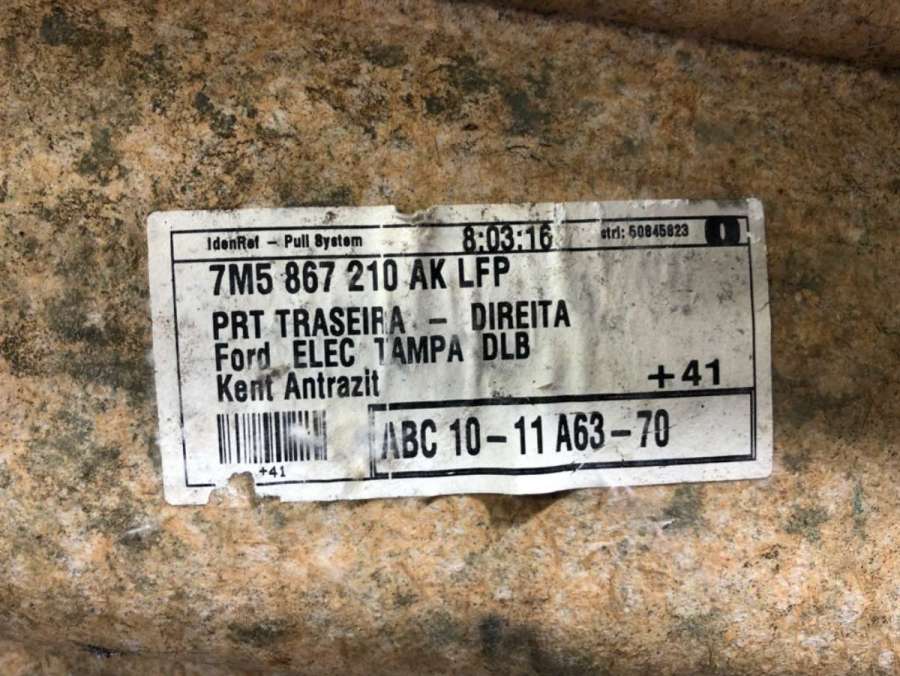 IdenRef - Pull System 8:03:16 strl: 50845823 0
7M5 867 210 AK LFP
PRT TRASEIRA - DIREITA
Ford ELEC TAMPA DLB
Kent Antrazit +41
ABC 10-11 A63-70
+41